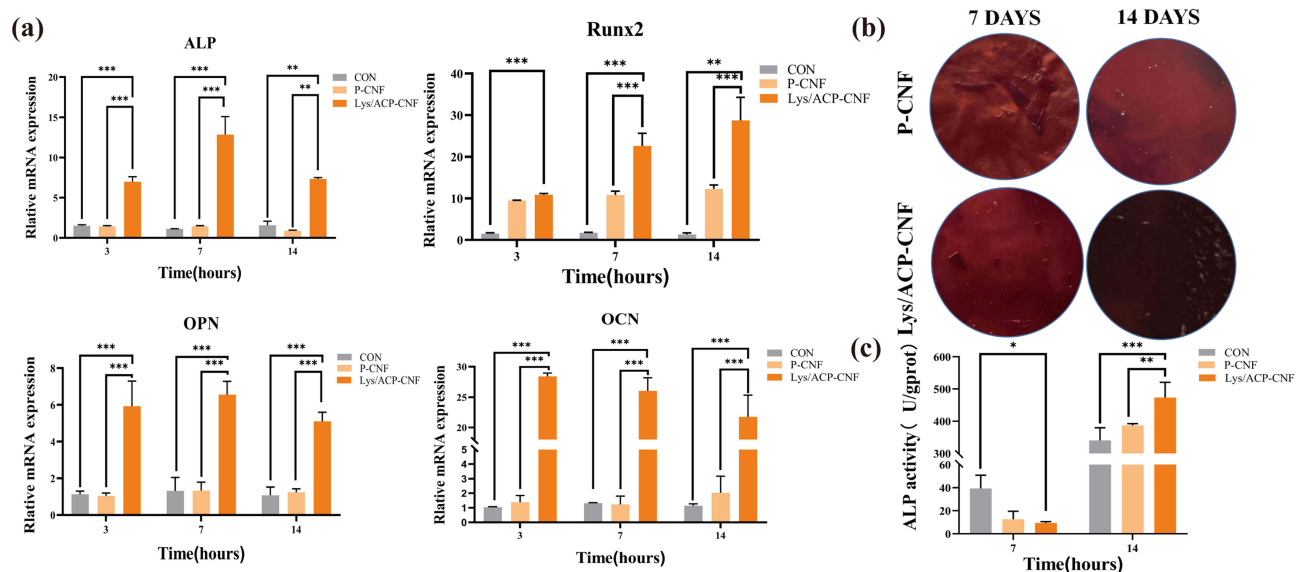 (a)
ALP
Rlative mRNA expression
20
15
10
5
0
***
***
***
***
**
**
CON
P-CNF
Lys/ACP-CNF
3
7
14
Time(hours)
Runx2
Rlative mRNA expression
40
30
20
10
0
***
***
***
**
***
CON
P-CNF
Lys/ACP-CNF
3
7
14
Time(hours)
OPN
Rlative mRNA expression
8
6
4
2
0
***
***
***
***
***
***
CON
P-CNF
Lys/ACP-CNF
3
7
14
Time(hours)
OCN
Rlative mRNA expression
30
25
20
5
4
3
2
1
0
***
***
***
***
***
***
CON
P-CNF
Lys/ACP-CNF
3
7
14
Time(hours)
(b)
7 DAYS
14 DAYS
P-CNF
Lys/ACP-CNF
(c)
ALP activity（ U/gprot）
600
500
400
300
60
40
20
0
*
***
**
CON
P-CNF
Lys/ACP-CNF
7
14
Time(hours)